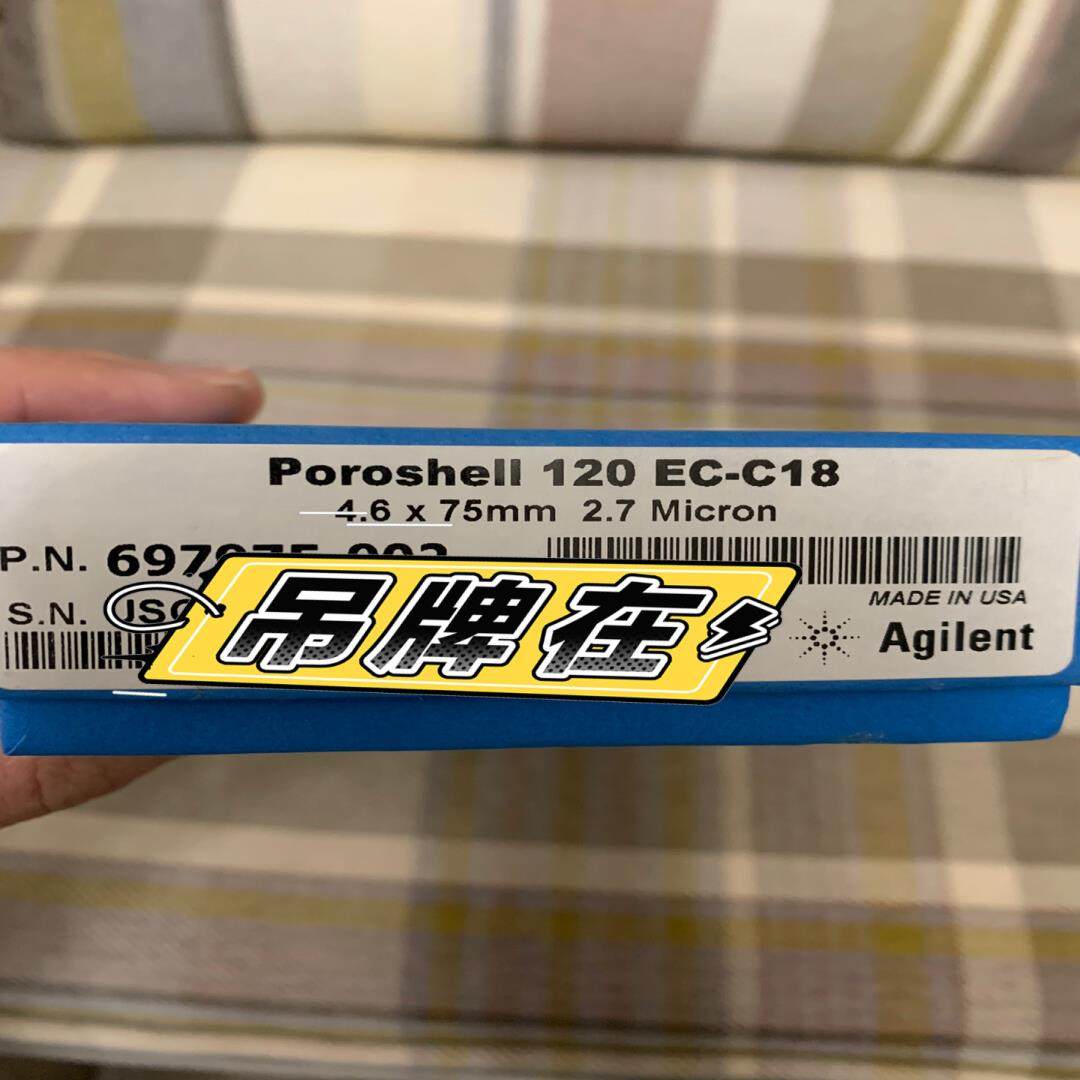 Poroshell 120 EC-C18
4.6 x 75mm 2.7 Micron
P.N.
S.N.
吊牌在
MADE IN USA
Agilent